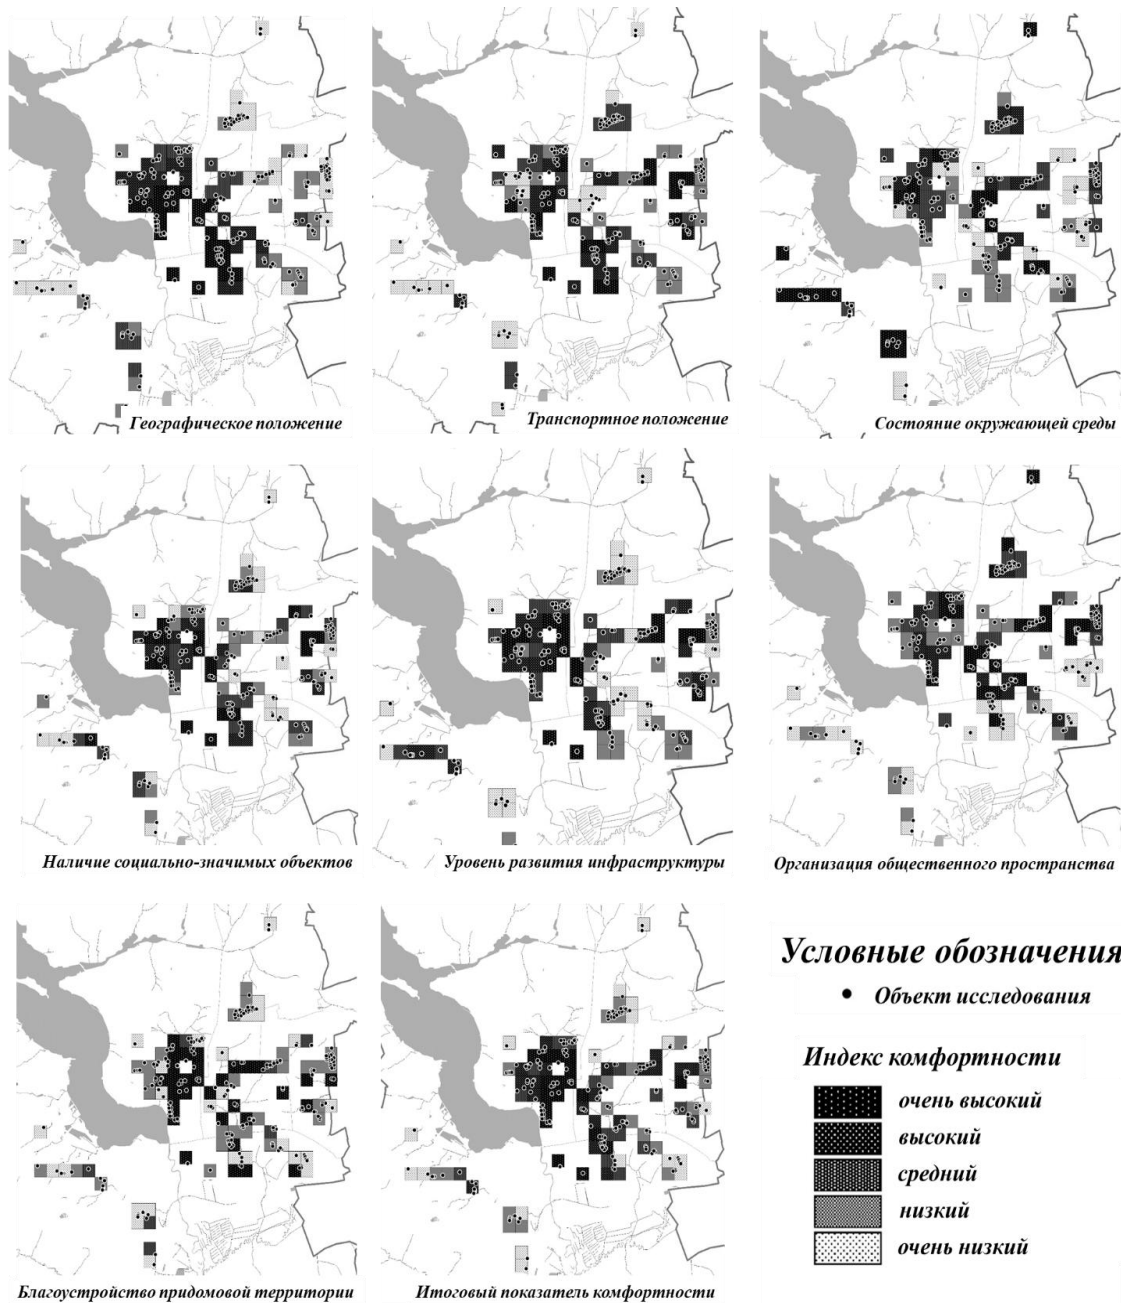 Географическое положение
Транспортное положение
Состояние окружающей среды
Наличие социально-значимых объектов
Уровень развития инфраструктуры
Организация общественного пространства
Благоустройство придомовой территории
Итоговый показатель комфортности
Условные обозначения
Объект исследования
Индекс комфортности
очень высокий
высокий
средний
низкий
очень низкий